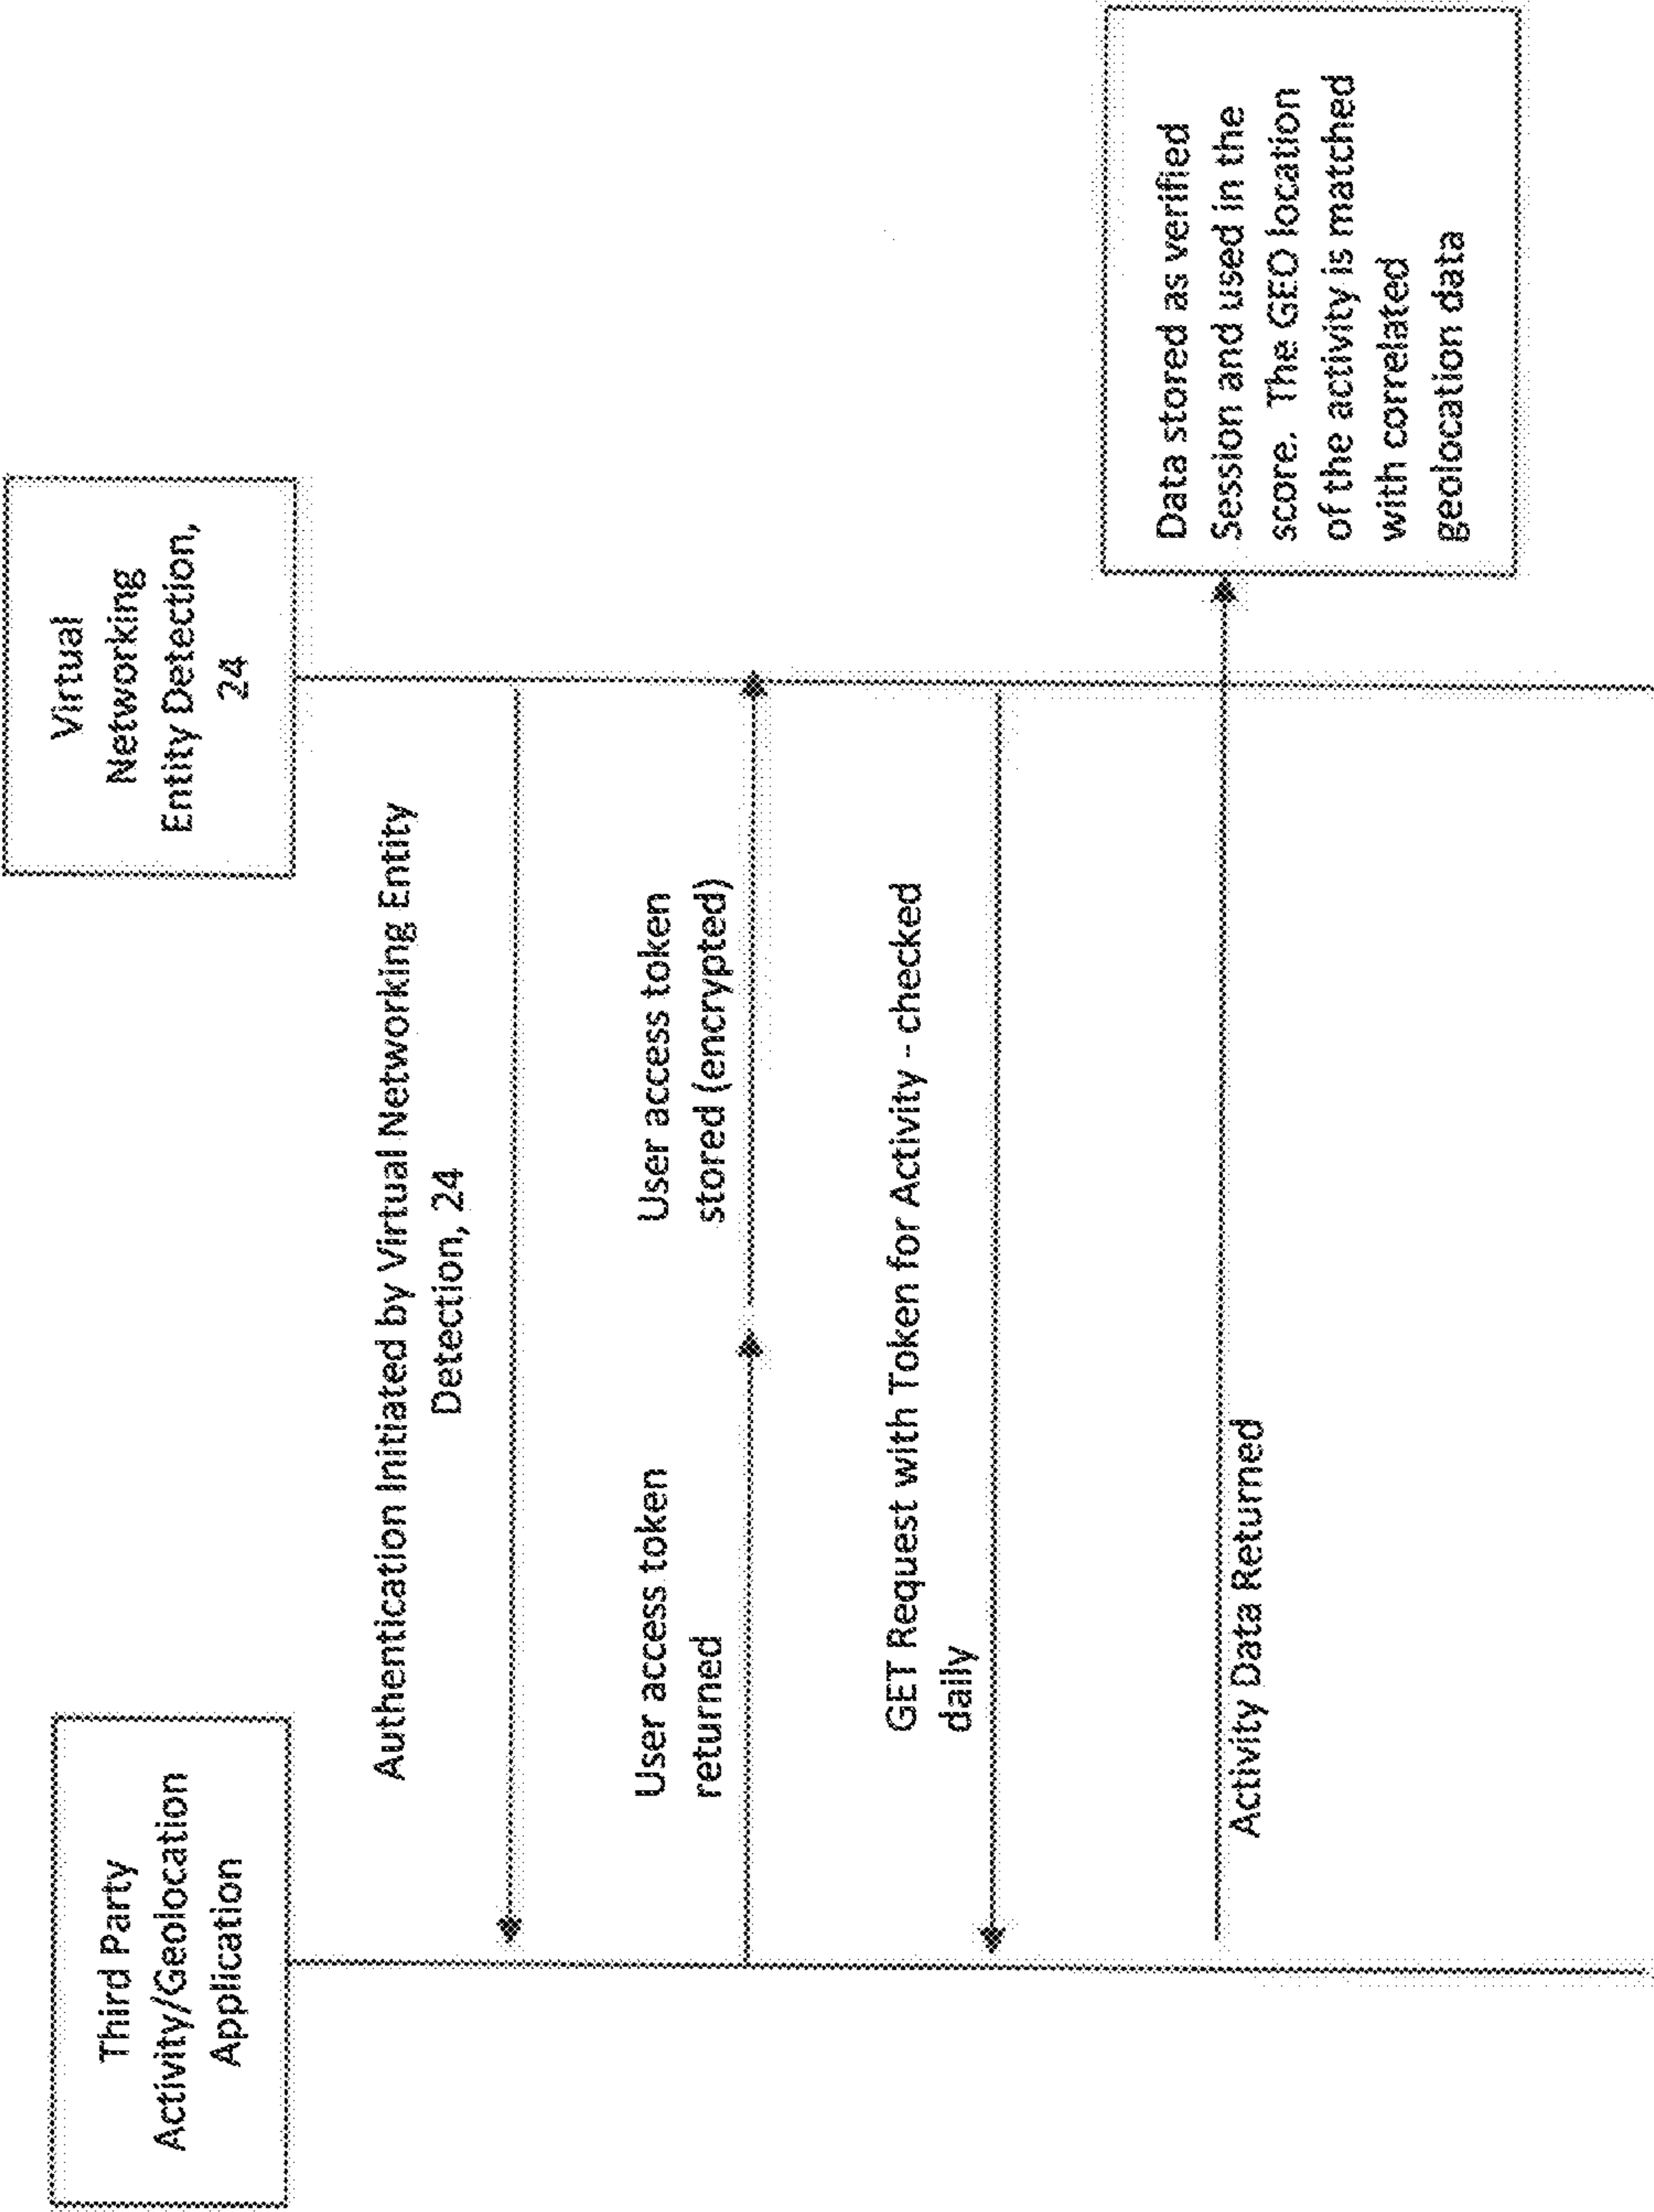 Third Party
Activity/Geolocation
Application
Virtual
Networking
Entity Detection,
24
Authentication Initiated by Virtual Networking Entity
Detection, 24
User access token
returned
User access token
stored (encrypted)
GET Request with Token for Activity - checked
daily
Activity Data Returned
Data stored as verified
Session and used in the
score. The GEO location
of the activity is matched
with correlated
geolocation data